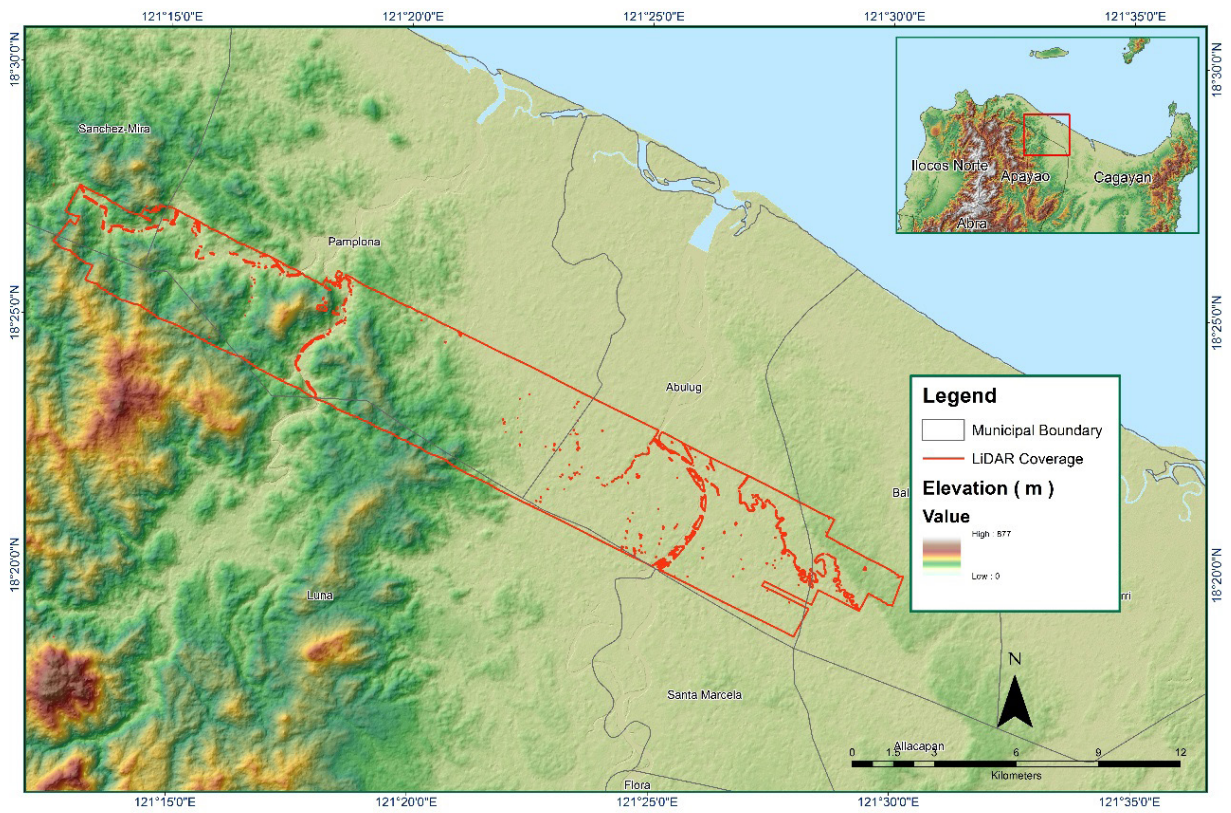 121°15'0"E
121°20'0"E
121°25'0"E
121°30'0"E
121°35'0"E
18°30'0"N
18°30'0"N
Sanchez-Mira
Ilocos Norte
Apayao
Cagayan
Abra
Pamplona
18°25'0"N
18°25'0"N
Abulug
Legend
Municipal Boundary
LiDAR Coverage
Elevation ( m )
Value
High : 877
Low : 0
Bal
18°20'0"N
18°20'0"N
Luna
rri
N
Santa Marcela
Allacapan
0 1.5 3 6 9 12
Kilometers
Flora
121°15'0"E
121°20'0"E
121°25'0"E
121°30'0"E
121°35'0"E